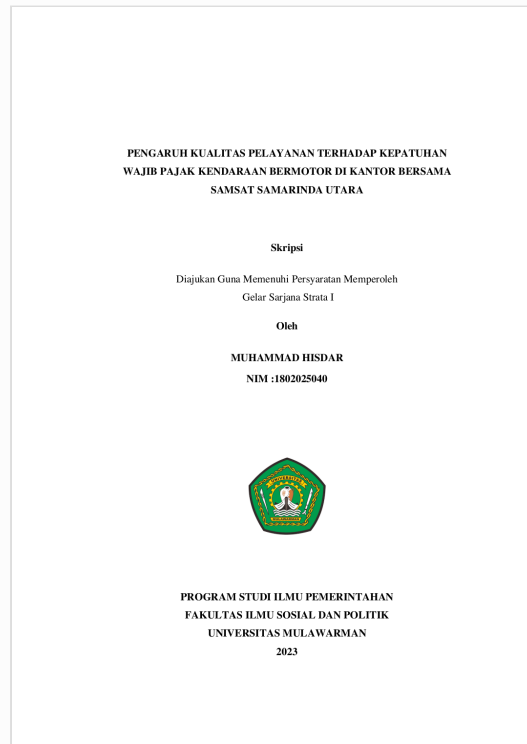 PENGARUH KUALITAS PELAYANAN TERHADAP KEPATUHAN
WAJIB PAJAK KENDARAAN BERMOTOR DI KANTOR BERSAMA
SAMSAT SAMARINDA UTARA
Skripsi
Diajukan Guna Memenuhi Persyaratan Memperoleh
Gelar Sarjana Strata I
Oleh
MUHAMMAD HISDAR
NIM :1802025040
UNIVERSITAS
MULAWARMAN
PROGRAM STUDI ILMU PEMERINTAHAN
FAKULTAS ILMU SOSIAL DAN POLITIK
UNIVERSITAS MULAWARMAN
2023